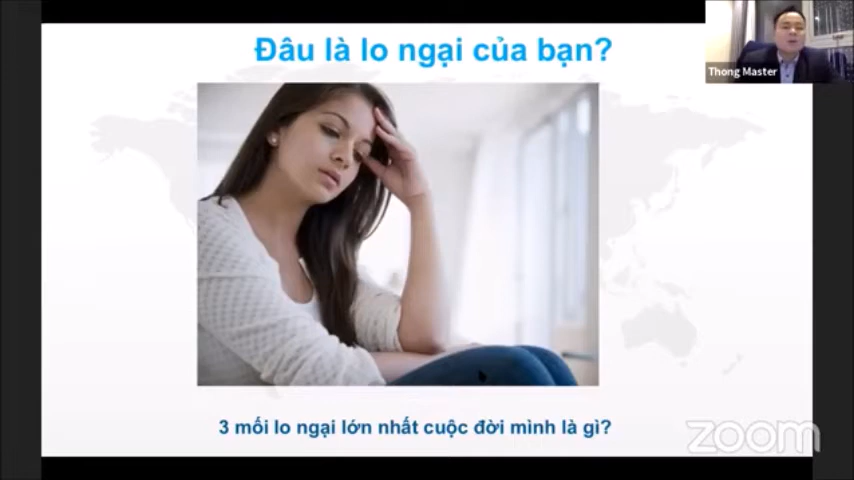 Đâu là lo ngại của bạn?
Thong Master
3 mối lo ngại lớn nhất cuộc đời mình là gì?
zoom